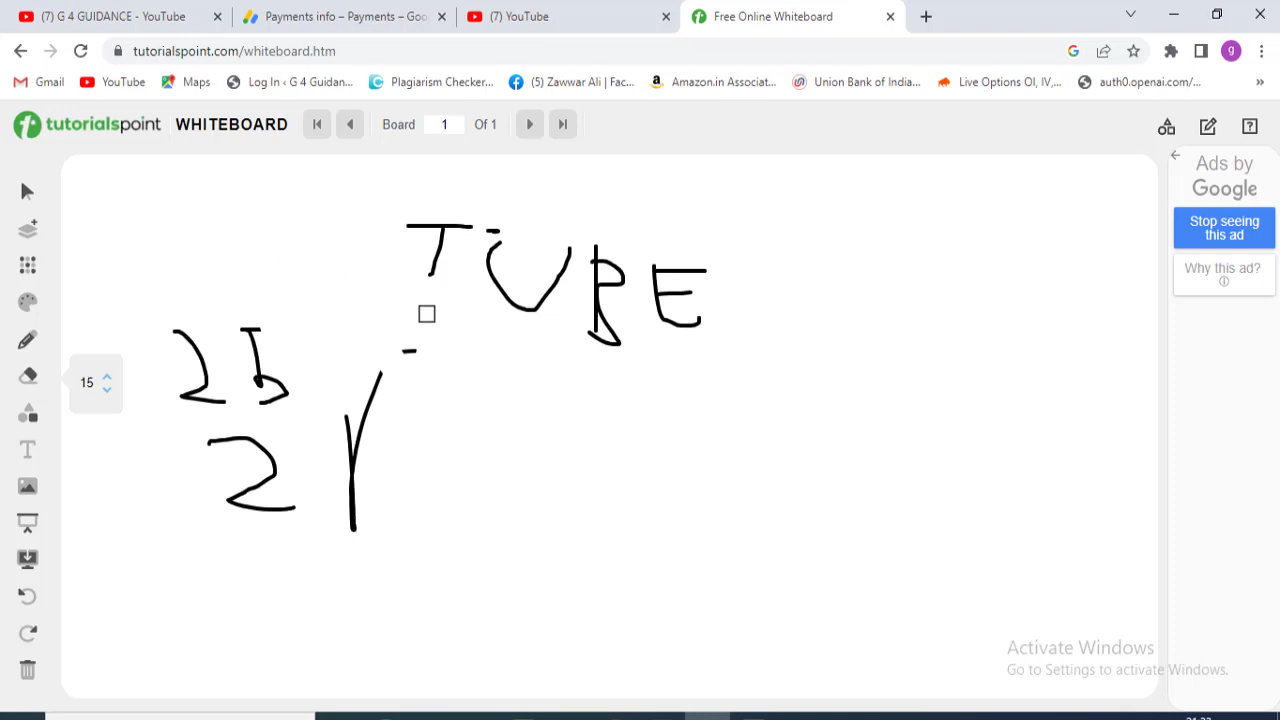 (7) G 4 GUIDANCE - YouTube
Payments info – Payments – Goo
(7) YouTube
Free Online Whiteboard
tutorialspoint.com/whiteboard.htm
g
Gmail
YouTube
Maps
Log In ‹ G 4 Guidan...
Plagiarism Checker...
(5) Zawwar Ali | Fac...
Amazon.in Associat...
Union Bank of India...
Live Options OI, IV,...
auth0.openai.com/...
»
tutorialspoint WHITEBOARD
Board 1 Of 1
Ads by
Google
Stop seeing
this ad
Why this ad?
TUBE
15
2
Y
Activate Windows
Go to Settings to activate Windows.